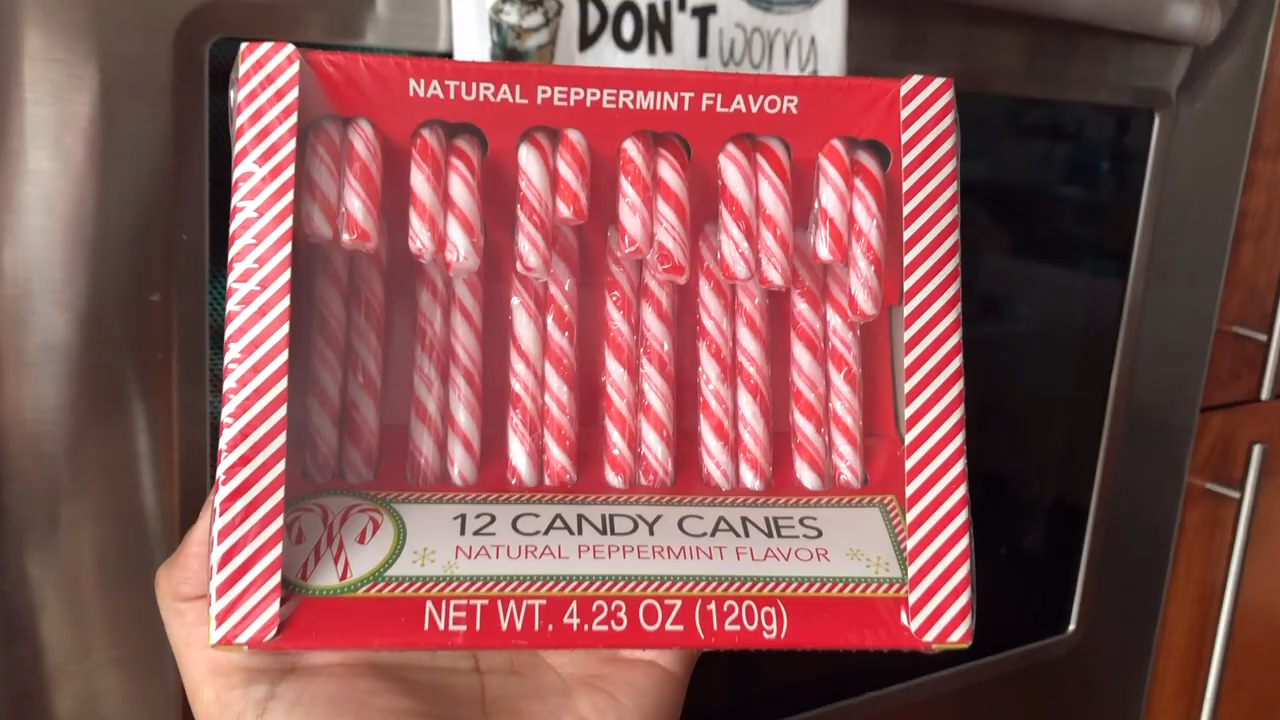 DON'T worry
NATURAL PEPPERMINT FLAVOR
12 CANDY CANES
NATURAL PEPPERMINT FLAVOR
NET WT. 4.23 OZ (120g)